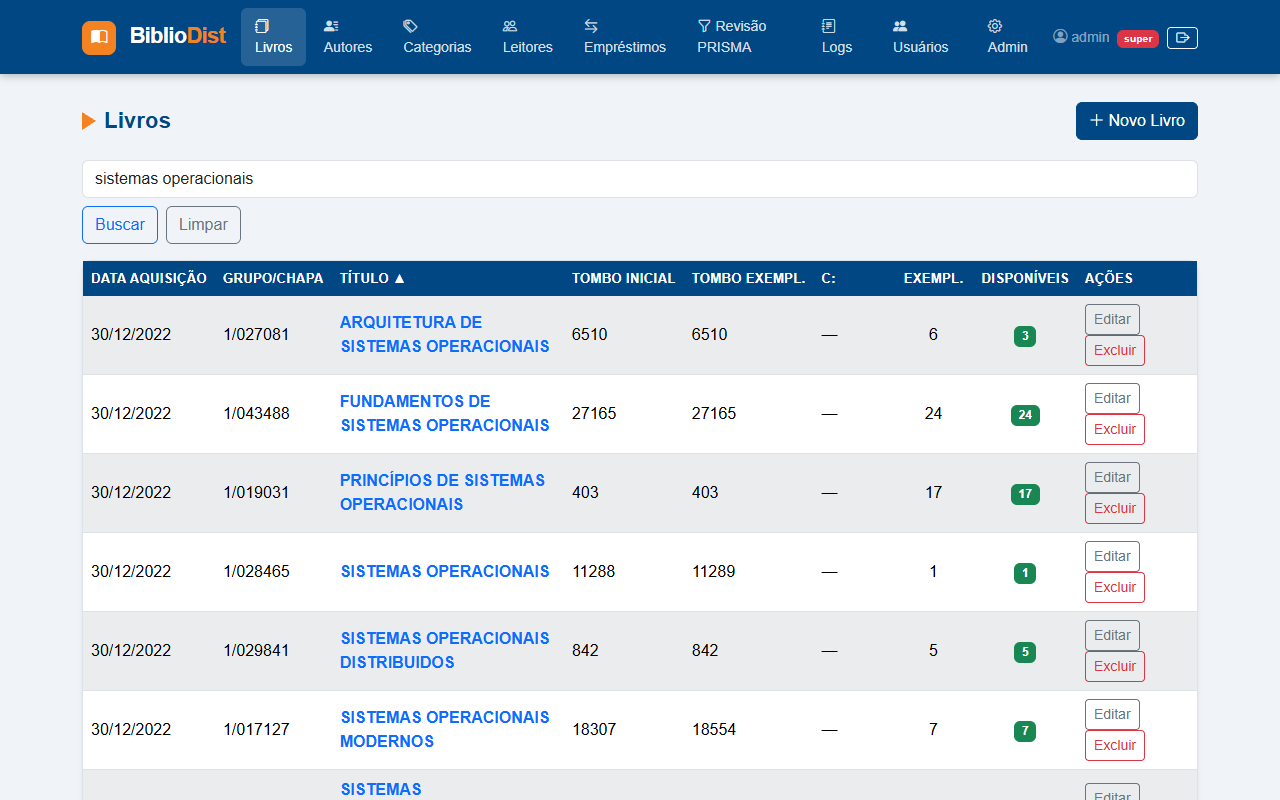 BiblioDist
Livros
Autores
Categorias
Leitores
Empréstimos
Revisão
PRISMA
Logs
Usuários
Admin
admin super
Livros
+ Novo Livro
sistemas operacionais
Buscar Limpar
DATA AQUISIÇÃO GRUPO/CHAPA TÍTULO ▲ TOMBO INICIAL TOMBO EXEMPL. C: EXEMPL. DISPONÍVEIS AÇÕES
30/12/2022 1/027081 ARQUITETURA DE
SISTEMAS OPERACIONAIS 6510 6510 — 6 3 Editar
Excluir
30/12/2022 1/043488 FUNDAMENTOS DE
SISTEMAS OPERACIONAIS 27165 27165 — 24 24 Editar
Excluir
30/12/2022 1/019031 PRINCÍPIOS DE SISTEMAS
OPERACIONAIS 403 403 — 17 17 Editar
Excluir
30/12/2022 1/028465 SISTEMAS OPERACIONAIS 11288 11289 — 1 1 Editar
Excluir
30/12/2022 1/029841 SISTEMAS OPERACIONAIS
DISTRIBUIDOS 842 842 — 5 5 Editar
Excluir
30/12/2022 1/017127 SISTEMAS OPERACIONAIS
MODERNOS 18307 18554 — 7 7 Editar
Excluir
SISTEMAS
Editar